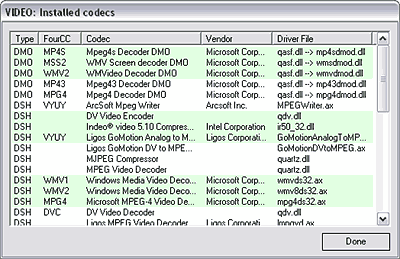 VIDEO: Installed codecs
Type FourCC Codec Vendor Driver File
DMO MP4S Mpeg4s Decoder DMO Microsoft Corp... qasf.dll --> mp4sdmod.dll
DMO MSS2 WMV Screen decoder DMO Microsoft Corp... qasf.dll --> wmsdmod.dll
DMO WMV2 WMVideo Decoder DMO Microsoft Corp... qasf.dll --> wmvdmod.dll
DMO MP43 Mpeg43 Decoder DMO Microsoft Corp... qasf.dll --> mp43dmod.dll
DMO MPG4 Mpeg4 Decoder DMO Microsoft Corp... qasf.dll --> mpg4dmod.dll
DSH VYUY ArcSoft Mpeg Writer Arcsoft Inc. MPEGWriter.ax
DSH DV Video Encoder qdv.dll
DSH Indeo® video 5.10 Compres... Intel Corporation ir50_32.dll
DSH VYUY Ligos GoMotion Analog to M... Ligos Corporati... GoMotionAnalogToMP...
DSH Ligos GoMotion DV to MPE... GoMotionDVtoMPEG.ax
DSH MJPEG Compressor quartz.dll
DSH MPEG Video Decoder quartz.dll
DSH WMV1 Windows Media Video Deco... Microsoft Corp... wmvds32.ax
DSH WMV2 Windows Media Video Deco... Microsoft Corp... wmv8ds32.ax
DSH MPG4 Microsoft MPEG-4 Video De... Microsoft Corp... mpg4ds32.ax
DSH DVC DV Video Decoder qdv.dll
DSH Ligos MPEG Video Decoder Ligos Corporati... lmpgvd.ax
Done